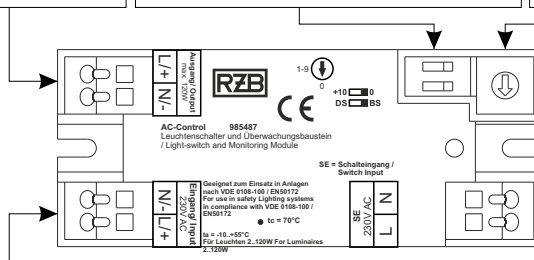 L/+
N/-
Ausgang/ Output
max. 120W
RZB
1-9
0
+10 0
DS BS
CE
AC-Control 985487
Leuchtenschalter und Überwachungsbaustein
/ Light-switch and Monitoring Module
SE = Schalteingang /
Switch Input
N/-
L/+
Eingang/ Input
230V AC
Geeignet zum Einsatz in Anlagen
nach VDE 0108-100 / EN50172
For use in safety Lighting systems
in compliance with VDE 0108-100 /
EN50172
tc = 70°C
ta = -10..+55°C
Für Leuchten 2..120W For Luminaires
2..120W
SE
230V AC
N
L